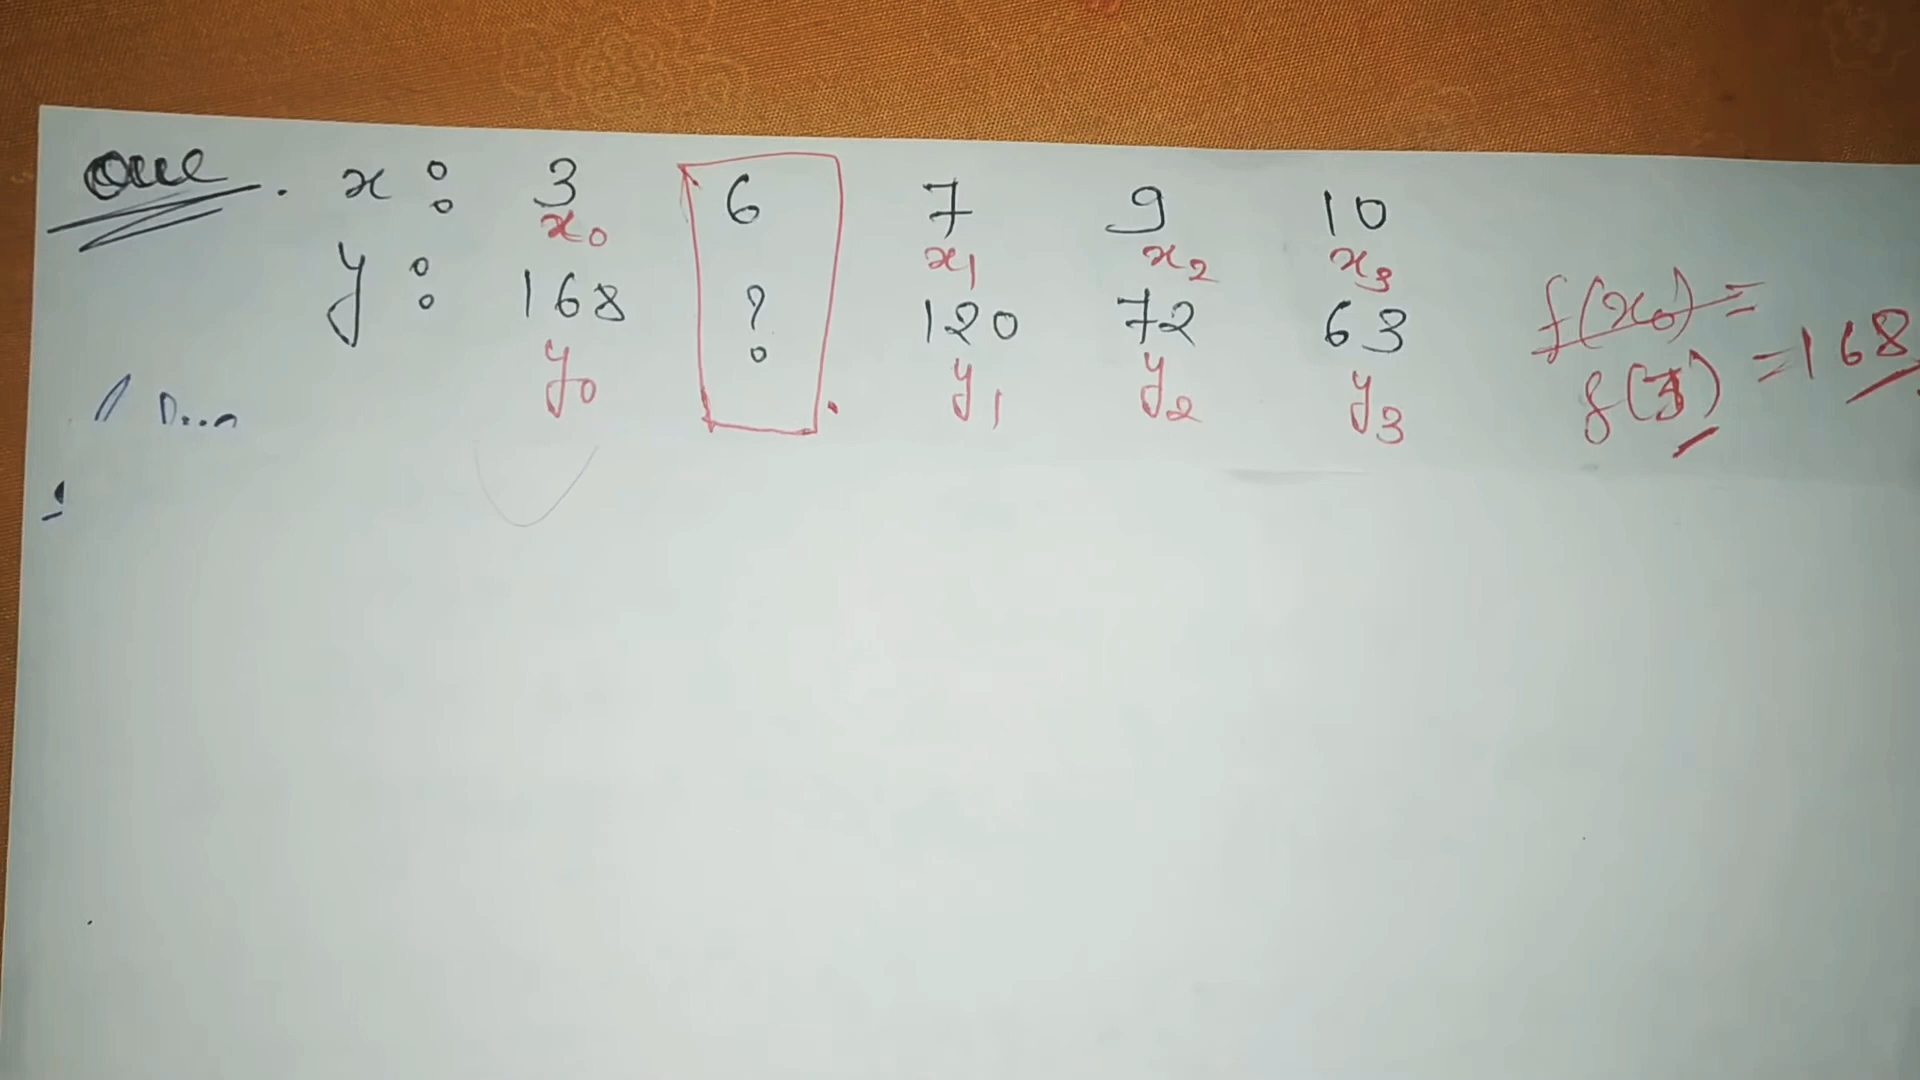 Que. x : 3 6 7 9 10
x₀ x₁ x₂ x₃
y : 168 ? 120 72 63
y₀ y₁ y₂ y₃
f(x₀) =
= 168